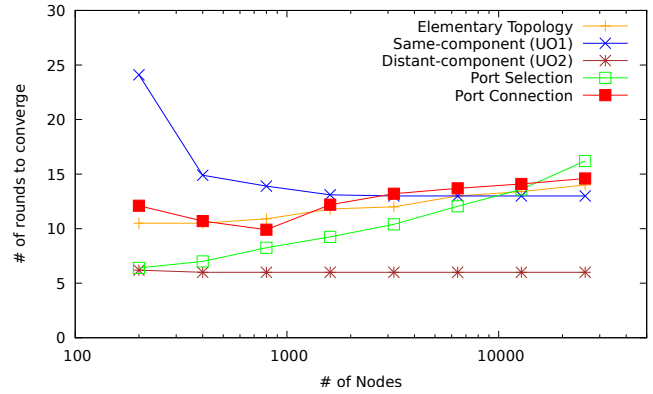 30
25
20
15
10
5
0
# of rounds to converge
Elementary Topology
Same-component (UO1)
Distant-component (UO2)
Port Selection
Port Connection
100
1000
10000
# of Nodes